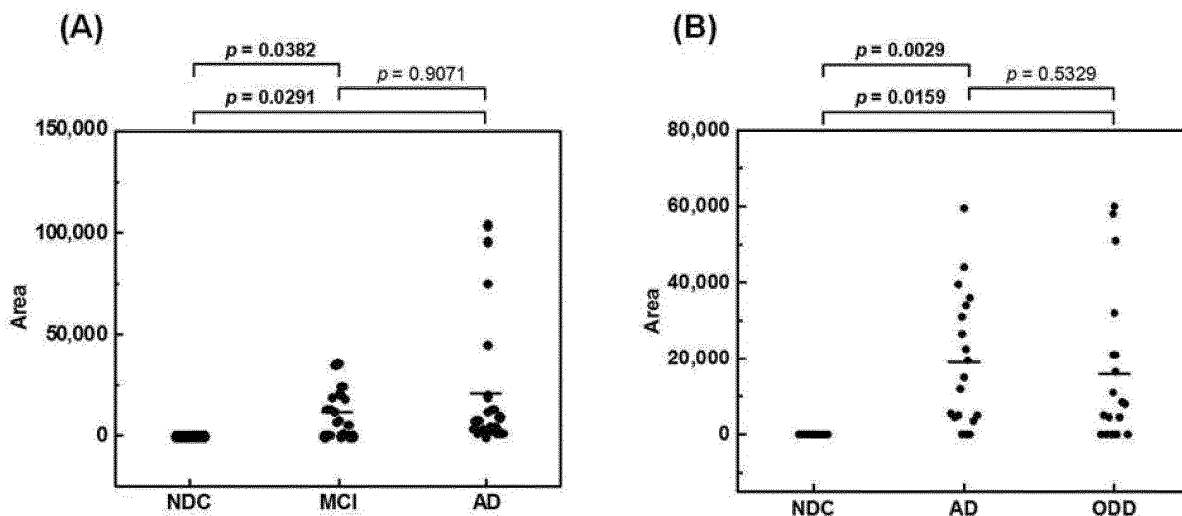 (A)
p = 0.0382
p = 0.9071
p = 0.0291
150,000
100,000
50,000
0
Area
NDC MCI AD
(B)
p = 0.0029
p = 0.5329
p = 0.0159
80,000
60,000
40,000
20,000
0
Area
NDC AD ODD